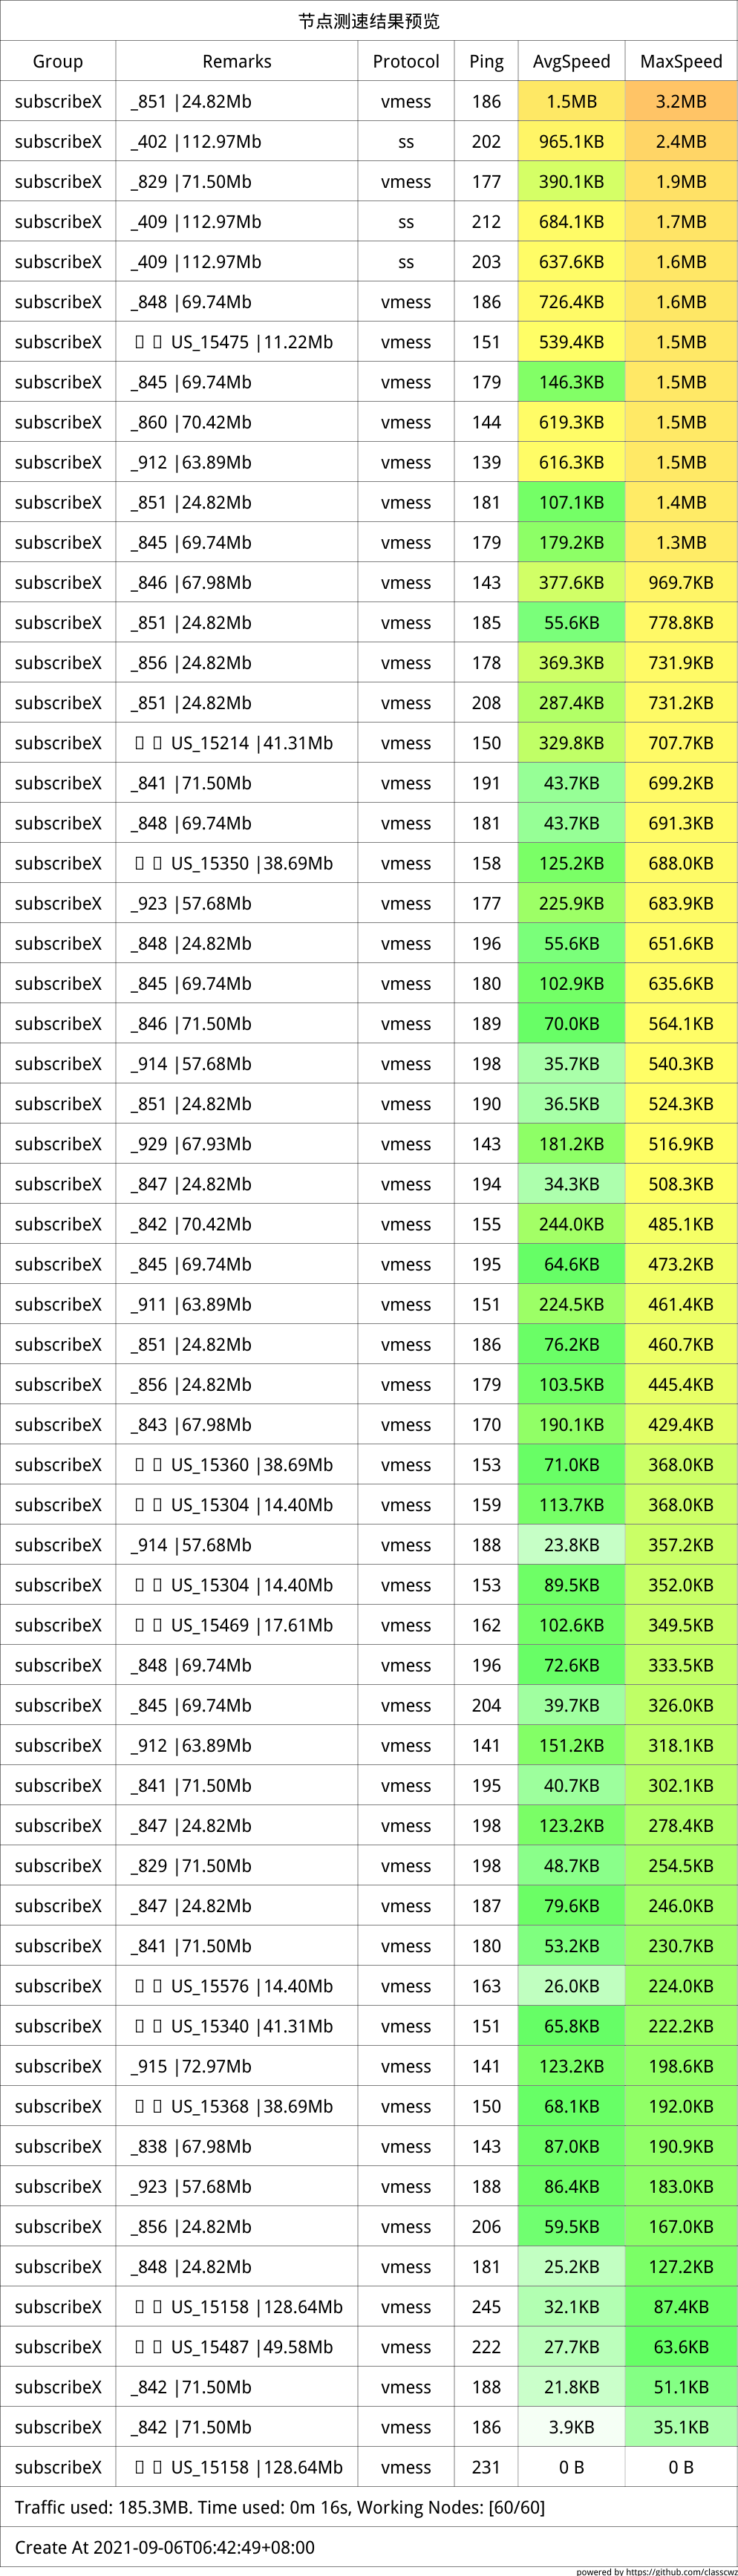 节点测速结果预览
Group Remarks Protocol Ping AvgSpeed MaxSpeed
subscribeX _851 |24.82Mb vmess 186 1.5MB 3.2MB
subscribeX _402 |112.97Mb ss 202 965.1KB 2.4MB
subscribeX _829 |71.50Mb vmess 177 390.1KB 1.9MB
subscribeX _409 |112.97Mb ss 212 684.1KB 1.7MB
subscribeX _409 |112.97Mb ss 203 637.6KB 1.6MB
subscribeX _848 |69.74Mb vmess 186 726.4KB 1.6MB
subscribeX US_15475 |11.22Mb vmess 151 539.4KB 1.5MB
subscribeX _845 |69.74Mb vmess 179 146.3KB 1.5MB
subscribeX _860 |70.42Mb vmess 144 619.3KB 1.5MB
subscribeX _912 |63.89Mb vmess 139 616.3KB 1.5MB
subscribeX _851 |24.82Mb vmess 181 107.1KB 1.4MB
subscribeX _845 |69.74Mb vmess 179 179.2KB 1.3MB
subscribeX _846 |67.98Mb vmess 143 377.6KB 969.7KB
subscribeX _851 |24.82Mb vmess 185 55.6KB 778.8KB
subscribeX _856 |24.82Mb vmess 178 369.3KB 731.9KB
subscribeX _851 |24.82Mb vmess 208 287.4KB 731.2KB
subscribeX US_15214 |41.31Mb vmess 150 329.8KB 707.7KB
subscribeX _841 |71.50Mb vmess 191 43.7KB 699.2KB
subscribeX _848 |69.74Mb vmess 181 43.7KB 691.3KB
subscribeX US_15350 |38.69Mb vmess 158 125.2KB 688.0KB
subscribeX _923 |57.68Mb vmess 177 225.9KB 683.9KB
subscribeX _848 |24.82Mb vmess 196 55.6KB 651.6KB
subscribeX _845 |69.74Mb vmess 180 102.9KB 635.6KB
subscribeX _846 |71.50Mb vmess 189 70.0KB 564.1KB
subscribeX _914 |57.68Mb vmess 198 35.7KB 540.3KB
subscribeX _851 |24.82Mb vmess 190 36.5KB 524.3KB
subscribeX _929 |67.93Mb vmess 143 181.2KB 516.9KB
subscribeX _847 |24.82Mb vmess 194 34.3KB 508.3KB
subscribeX _842 |70.42Mb vmess 155 244.0KB 485.1KB
subscribeX _845 |69.74Mb vmess 195 64.6KB 473.2KB
subscribeX _911 |63.89Mb vmess 151 224.5KB 461.4KB
subscribeX _851 |24.82Mb vmess 186 76.2KB 460.7KB
subscribeX _856 |24.82Mb vmess 179 103.5KB 445.4KB
subscribeX _843 |67.98Mb vmess 170 190.1KB 429.4KB
subscribeX US_15360 |38.69Mb vmess 153 71.0KB 368.0KB
subscribeX US_15304 |14.40Mb vmess 159 113.7KB 368.0KB
subscribeX _914 |57.68Mb vmess 188 23.8KB 357.2KB
subscribeX US_15304 |14.40Mb vmess 153 89.5KB 352.0KB
subscribeX US_15469 |17.61Mb vmess 162 102.6KB 349.5KB
subscribeX _848 |69.74Mb vmess 196 72.6KB 333.5KB
subscribeX _845 |69.74Mb vmess 204 39.7KB 326.0KB
subscribeX _912 |63.89Mb vmess 141 151.2KB 318.1KB
subscribeX _841 |71.50Mb vmess 195 40.7KB 302.1KB
subscribeX _847 |24.82Mb vmess 198 123.2KB 278.4KB
subscribeX _829 |71.50Mb vmess 198 48.7KB 254.5KB
subscribeX _847 |24.82Mb vmess 187 79.6KB 246.0KB
subscribeX _841 |71.50Mb vmess 180 53.2KB 230.7KB
subscribeX US_15576 |14.40Mb vmess 163 26.0KB 224.0KB
subscribeX US_15340 |41.31Mb vmess 151 65.8KB 222.2KB
subscribeX _915 |72.97Mb vmess 141 123.2KB 198.6KB
subscribeX US_15368 |38.69Mb vmess 150 68.1KB 192.0KB
subscribeX _838 |67.98Mb vmess 143 87.0KB 190.9KB
subscribeX _923 |57.68Mb vmess 188 86.4KB 183.0KB
subscribeX _856 |24.82Mb vmess 206 59.5KB 167.0KB
subscribeX _848 |24.82Mb vmess 181 25.2KB 127.2KB
subscribeX US_15158 |128.64Mb vmess 245 32.1KB 87.4KB
subscribeX US_15487 |49.58Mb vmess 222 27.7KB 63.6KB
subscribeX _842 |71.50Mb vmess 188 21.8KB 51.1KB
subscribeX _842 |71.50Mb vmess 186 3.9KB 35.1KB
subscribeX US_15158 |128.64Mb vmess 231 0 B 0 B
Traffic used: 185.3MB. Time used: 0m 16s, Working Nodes: [60/60]
Create At 2021-09-06T06:42:49+08:00
powered by https://github.com/classcwz